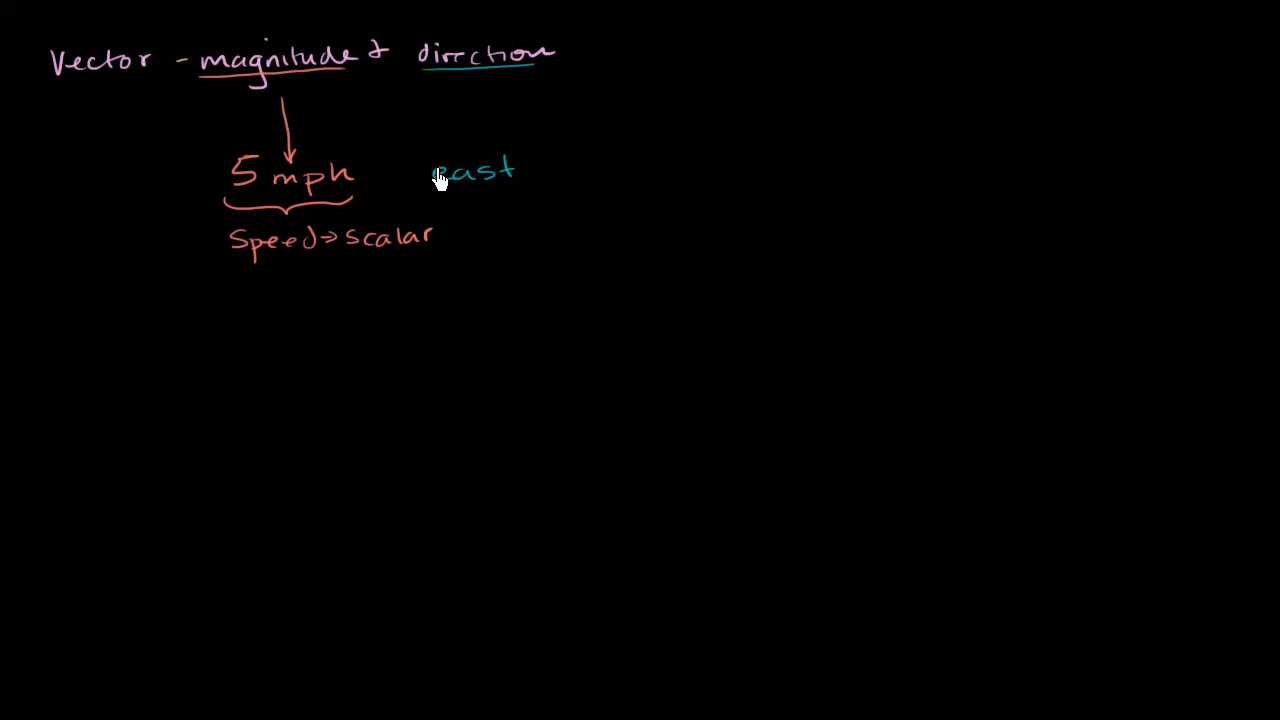 Vector - magnitude & direction
5 mph east
Speed ⇒ scalar